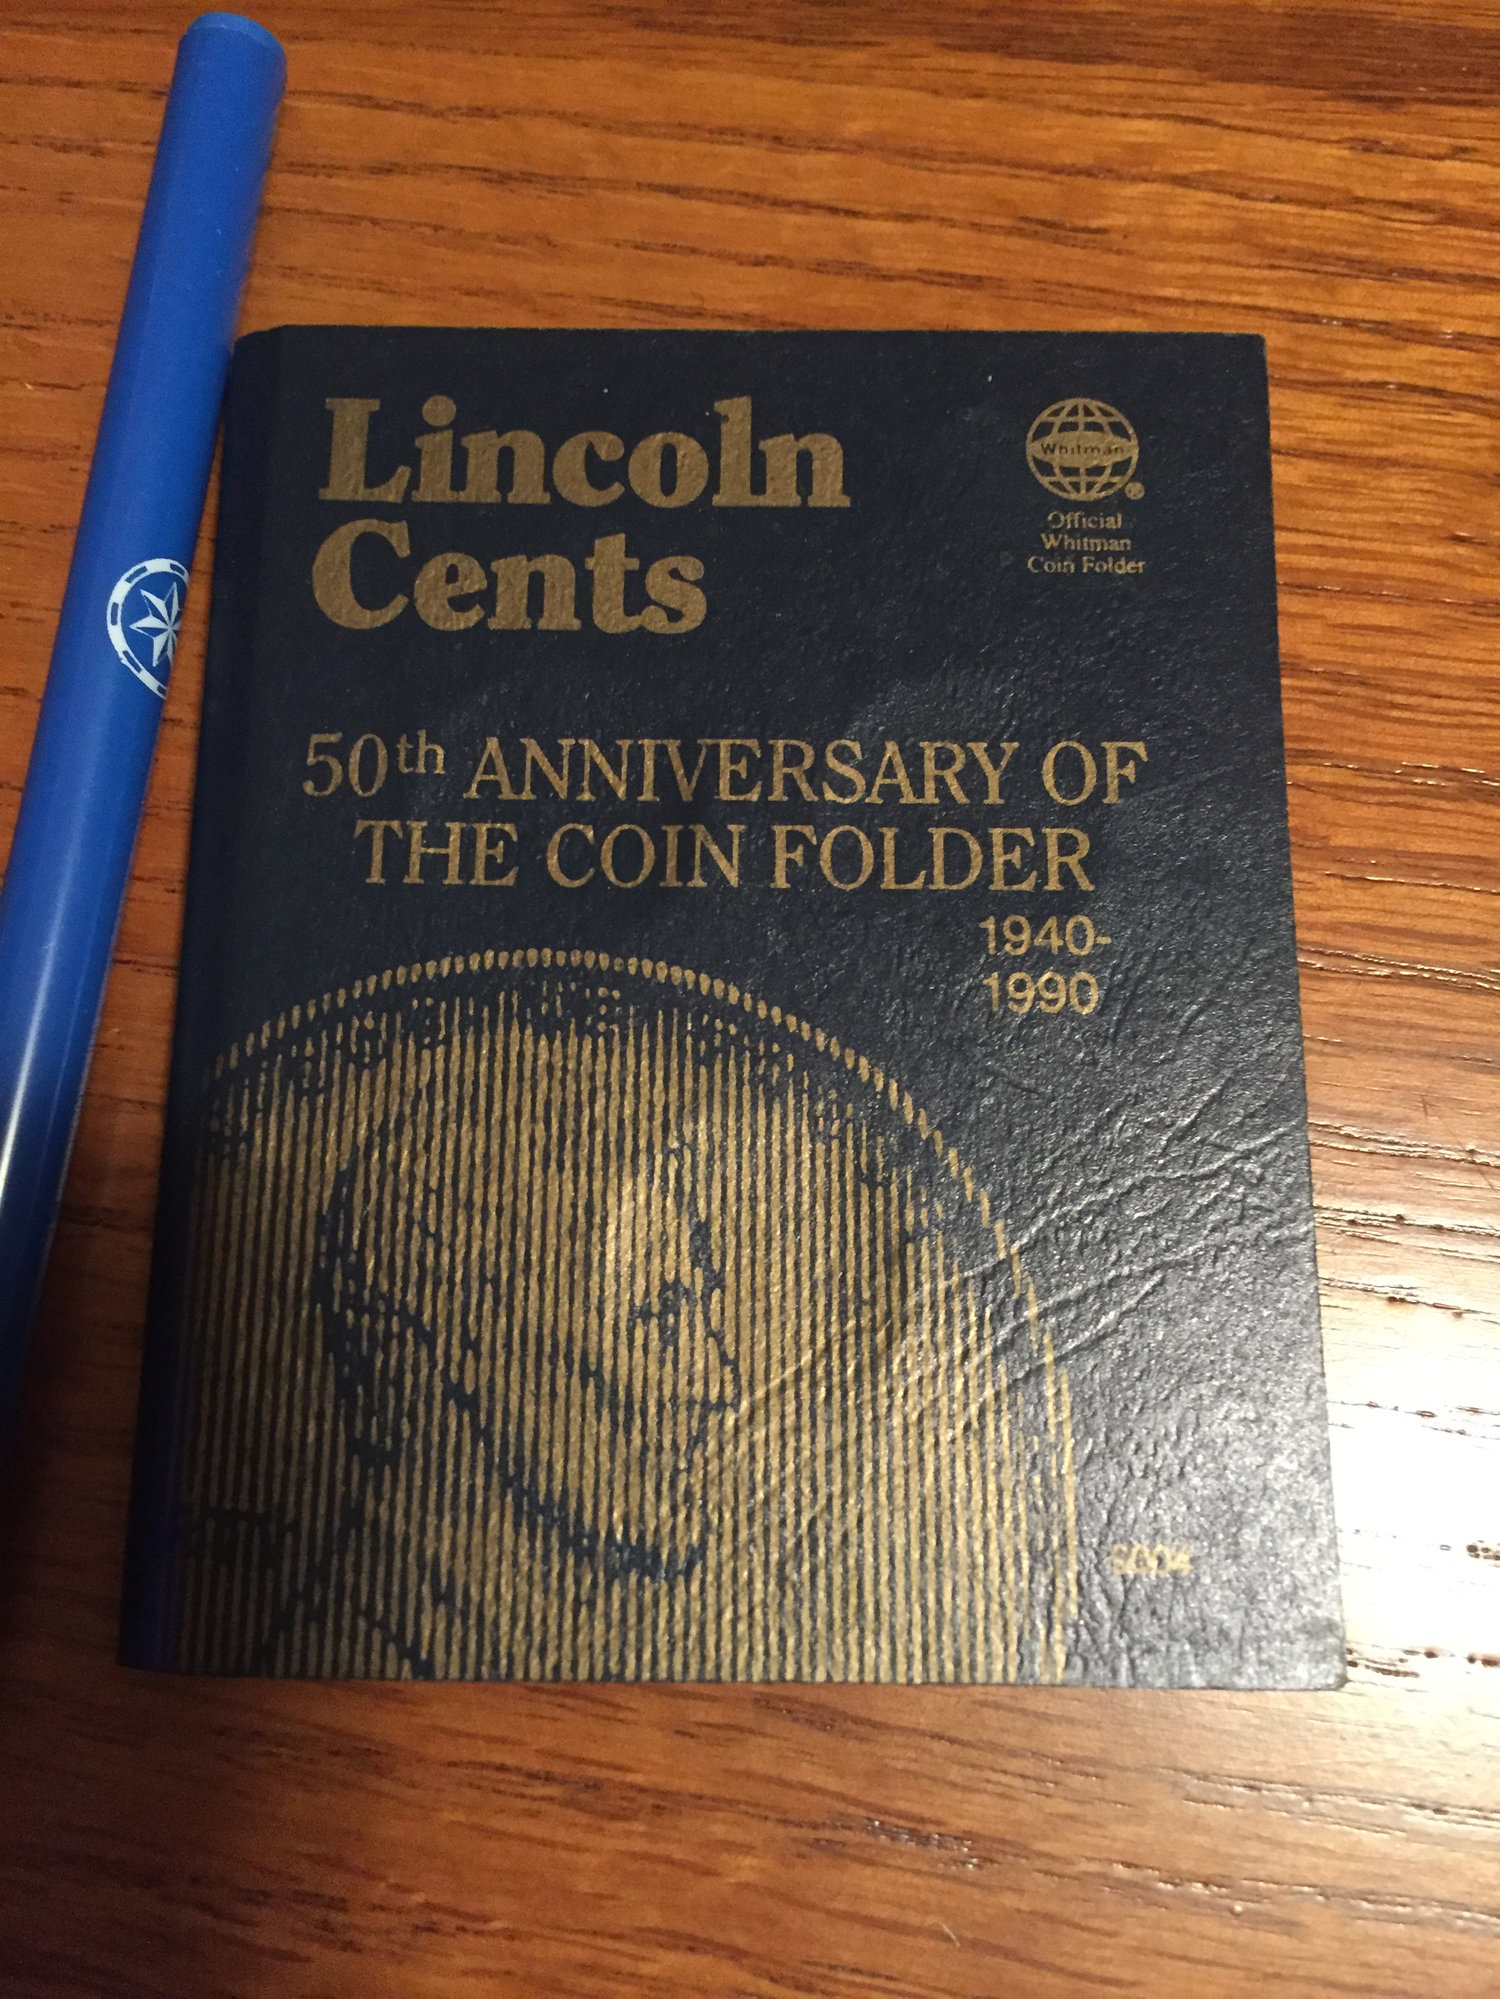 Lincoln
Cents
Whitman
®
Official
Whitman
Coin Folder
50th ANNIVERSARY OF
THE COIN FOLDER
1940-
1990